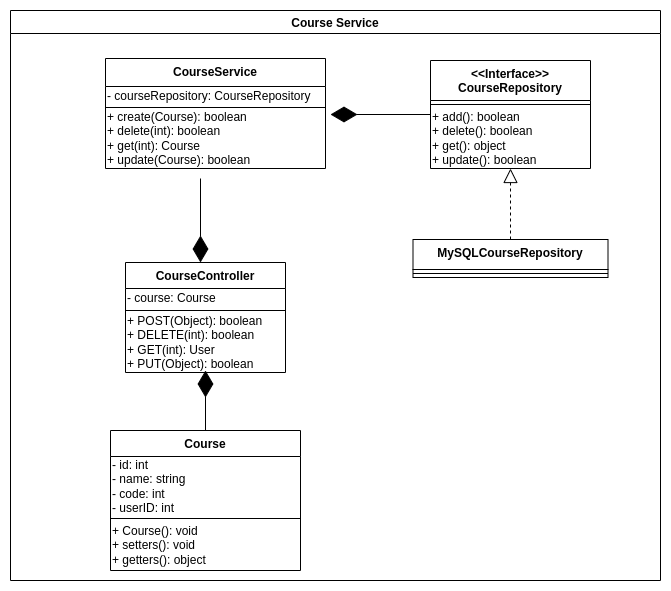 Course Service
CourseService
- courseRepository: CourseRepository
+ create(Course): boolean
+ delete(int): boolean
+ get(int): Course
+ update(Course): boolean
<<Interface>>
CourseRepository
+ add(): boolean
+ delete(): boolean
+ get(): object
+ update(): boolean
MySQLCourseRepository
CourseController
- course: Course
+ POST(Object): boolean
+ DELETE(int): boolean
+ GET(int): User
+ PUT(Object): boolean
Course
- id: int
- name: string
- code: int
- userID: int
+ Course(): void
+ setters(): void
+ getters(): object